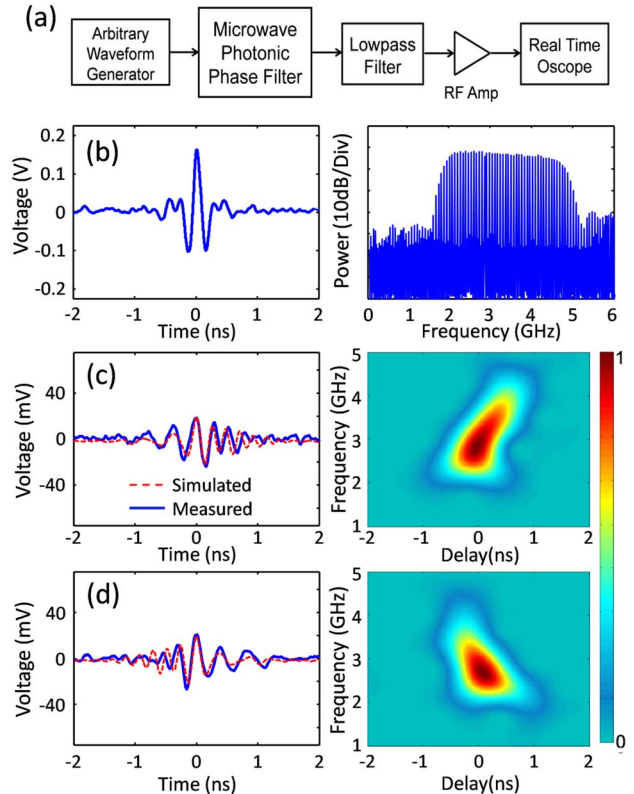 (a)
Arbitrary
Waveform
Generator
Microwave
Photonic
Phase Filter
Lowpass
Filter
RF Amp
Real Time
Oscope
(b)
Voltage (V)
0.2
0.1
0
-0.1
-0.2
-2 -1 0 1 2
Time (ns)
Power (10dB/Div)
0 1 2 3 4 5 6
Frequency (GHz)
(c)
Voltage (mV)
40
0
-40
Simulated
Measured
-2 -1 0 1 2
Time (ns)
Frequency (GHz)
5
4
3
2
1
-2 -1 0 1 2
Delay(ns)
1
0
(d)
Voltage (mV)
40
0
-40
-2 -1 0 1 2
Time (ns)
Frequency (GHz)
5
4
3
2
1
-2 -1 0 1 2
Delay(ns)